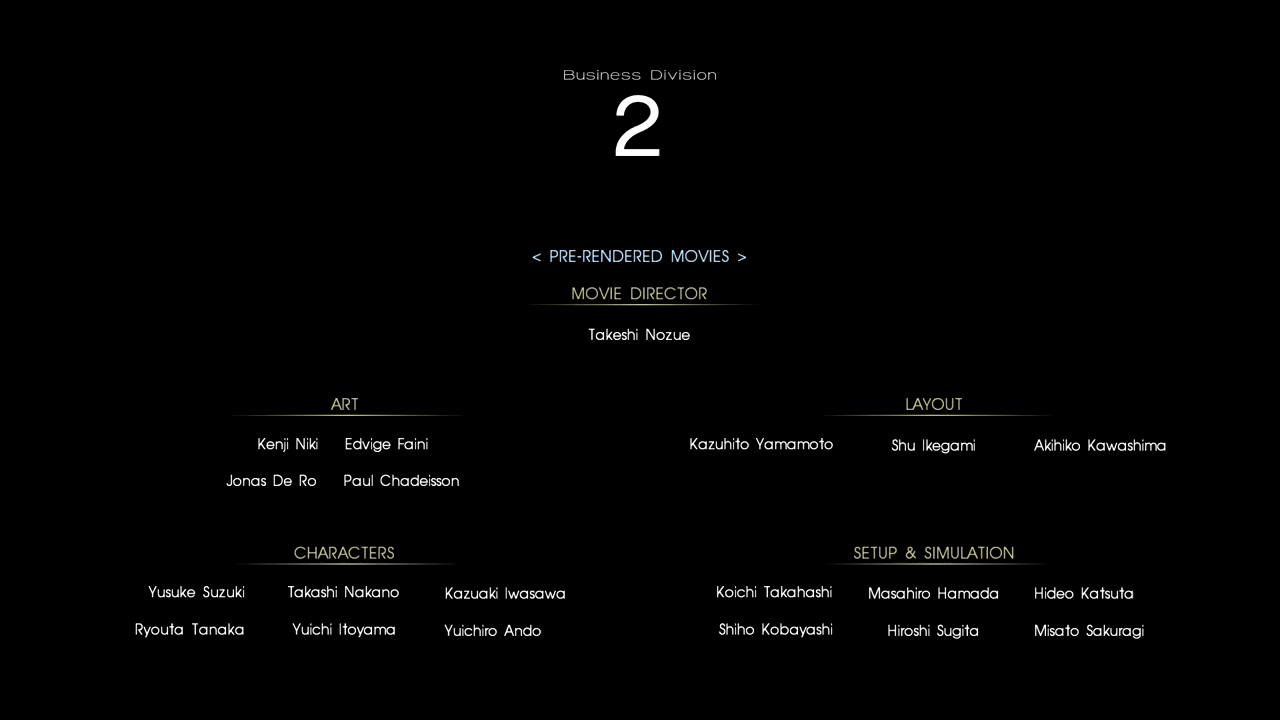 Business Division
2
< PRE-RENDERED MOVIES >
MOVIE DIRECTOR
Takeshi Nozue
ART
Kenji Niki Edvige Faini
Jonas De Ro Paul Chadeisson
LAYOUT
Kazuhito Yamamoto Shu Ikegami Akihiko Kawashima
CHARACTERS
Yusuke Suzuki Takashi Nakano Kazuaki Iwasawa
Ryouta Tanaka Yuichi Itoyama Yuichiro Ando
SETUP & SIMULATION
Koichi Takahashi Masahiro Hamada Hideo Katsuta
Shiho Kobayashi Hiroshi Sugita Misato Sakuragi